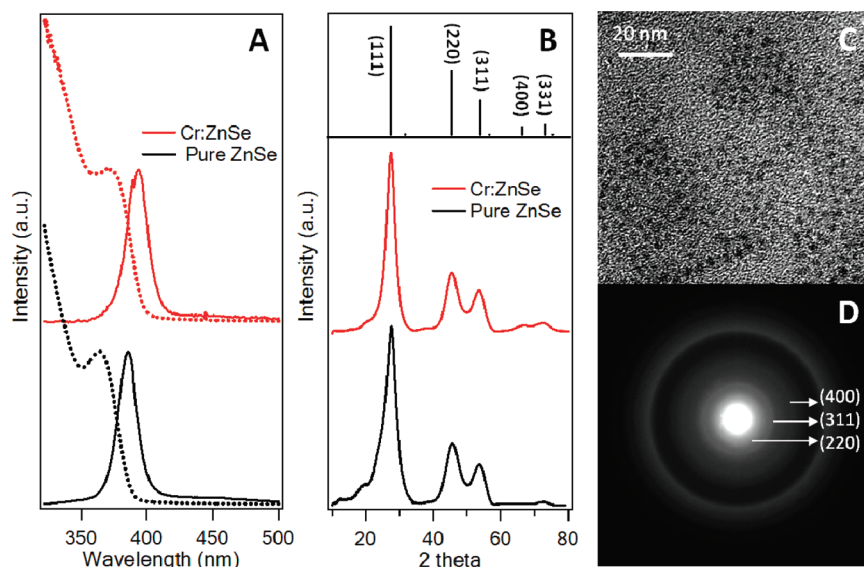 A
Cr:ZnSe
Pure ZnSe
Intensity (a.u.)
350
400
450
500
Wavelength (nm)
B
(111)
(220)
(311)
(400)
(331)
Cr:ZnSe
Pure ZnSe
Intensity (a.u.)
20
40
60
80
2 theta
C
20 nm
D
(400)
(311)
(220)